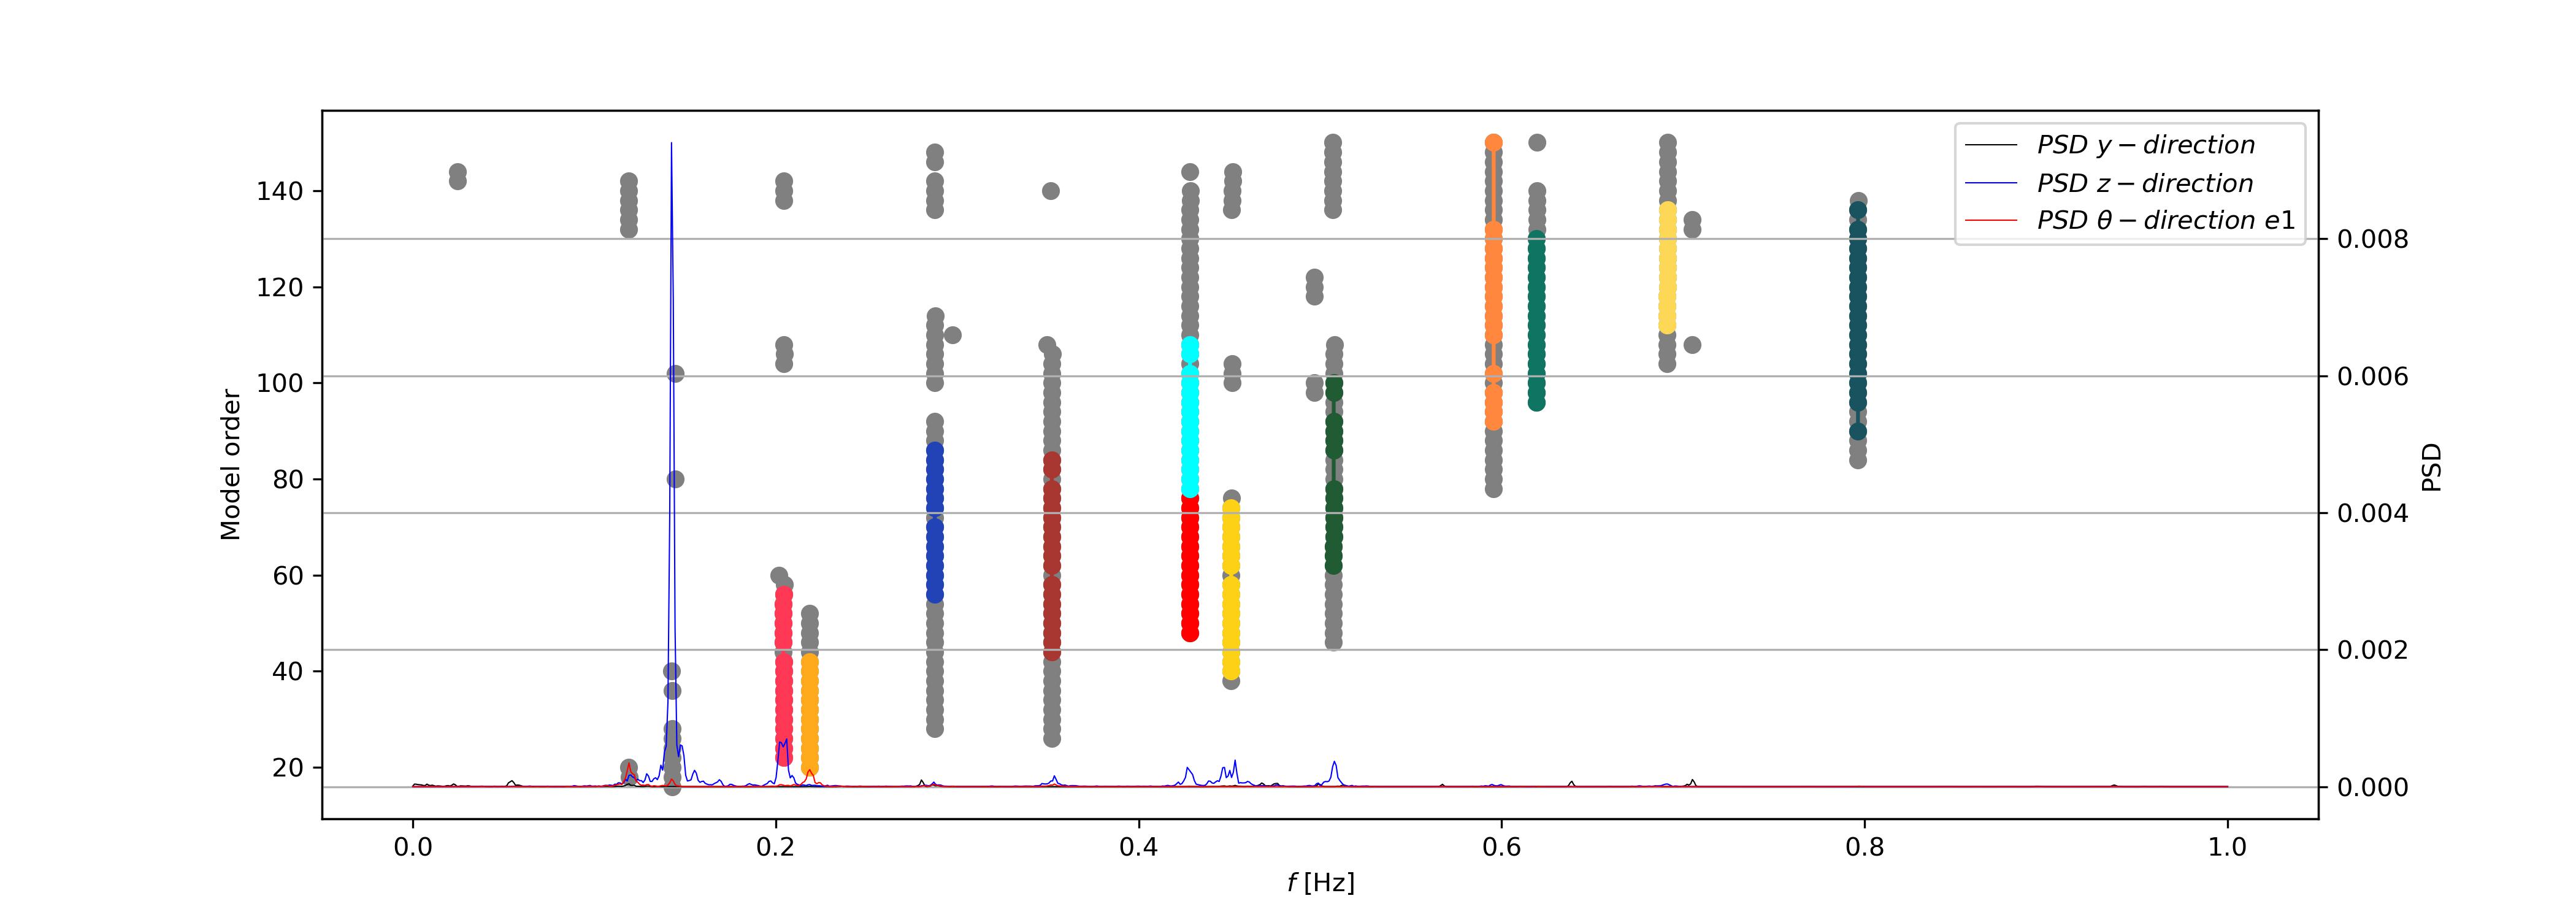 PSD y − direction
PSD z − direction
PSD θ − direction e1
140
120
100
80
60
40
20
Model order
0.008
0.006
0.004
0.002
0.000
PSD
0.0 0.2 0.4 0.6 0.8 1.0
f [Hz]